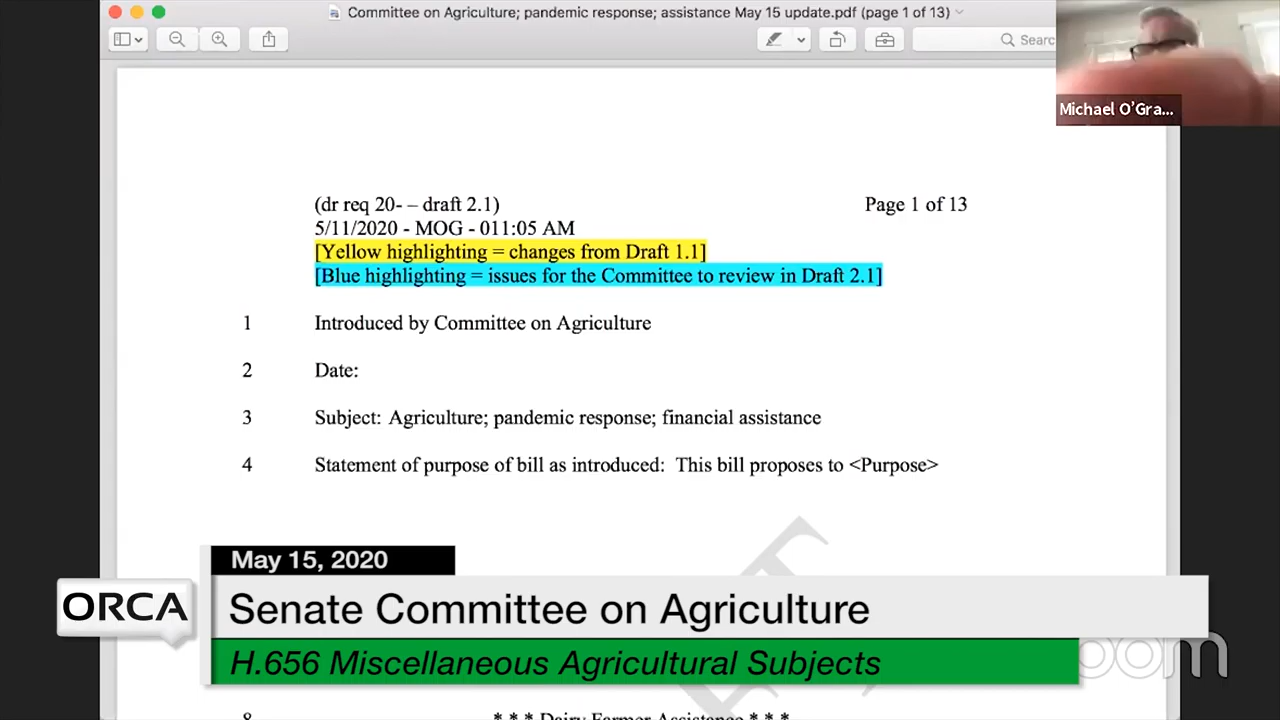 Committee on Agriculture; pandemic response; assistance May 15 update.pdf (page 1 of 13)
Searc
Michael O'Gra...
(dr req 20- – draft 2.1)
Page 1 of 13
5/11/2020 - MOG - 011:05 AM
[Yellow highlighting = changes from Draft 1.1]
[Blue highlighting = issues for the Committee to review in Draft 2.1]
1 Introduced by Committee on Agriculture
2 Date:
3 Subject: Agriculture; pandemic response; financial assistance
4 Statement of purpose of bill as introduced: This bill proposes to <Purpose>
May 15, 2020
ORCA
Senate Committee on Agriculture
H.656 Miscellaneous Agricultural Subjects
oom
8 * * * Dairy Farmer Assistance * * *